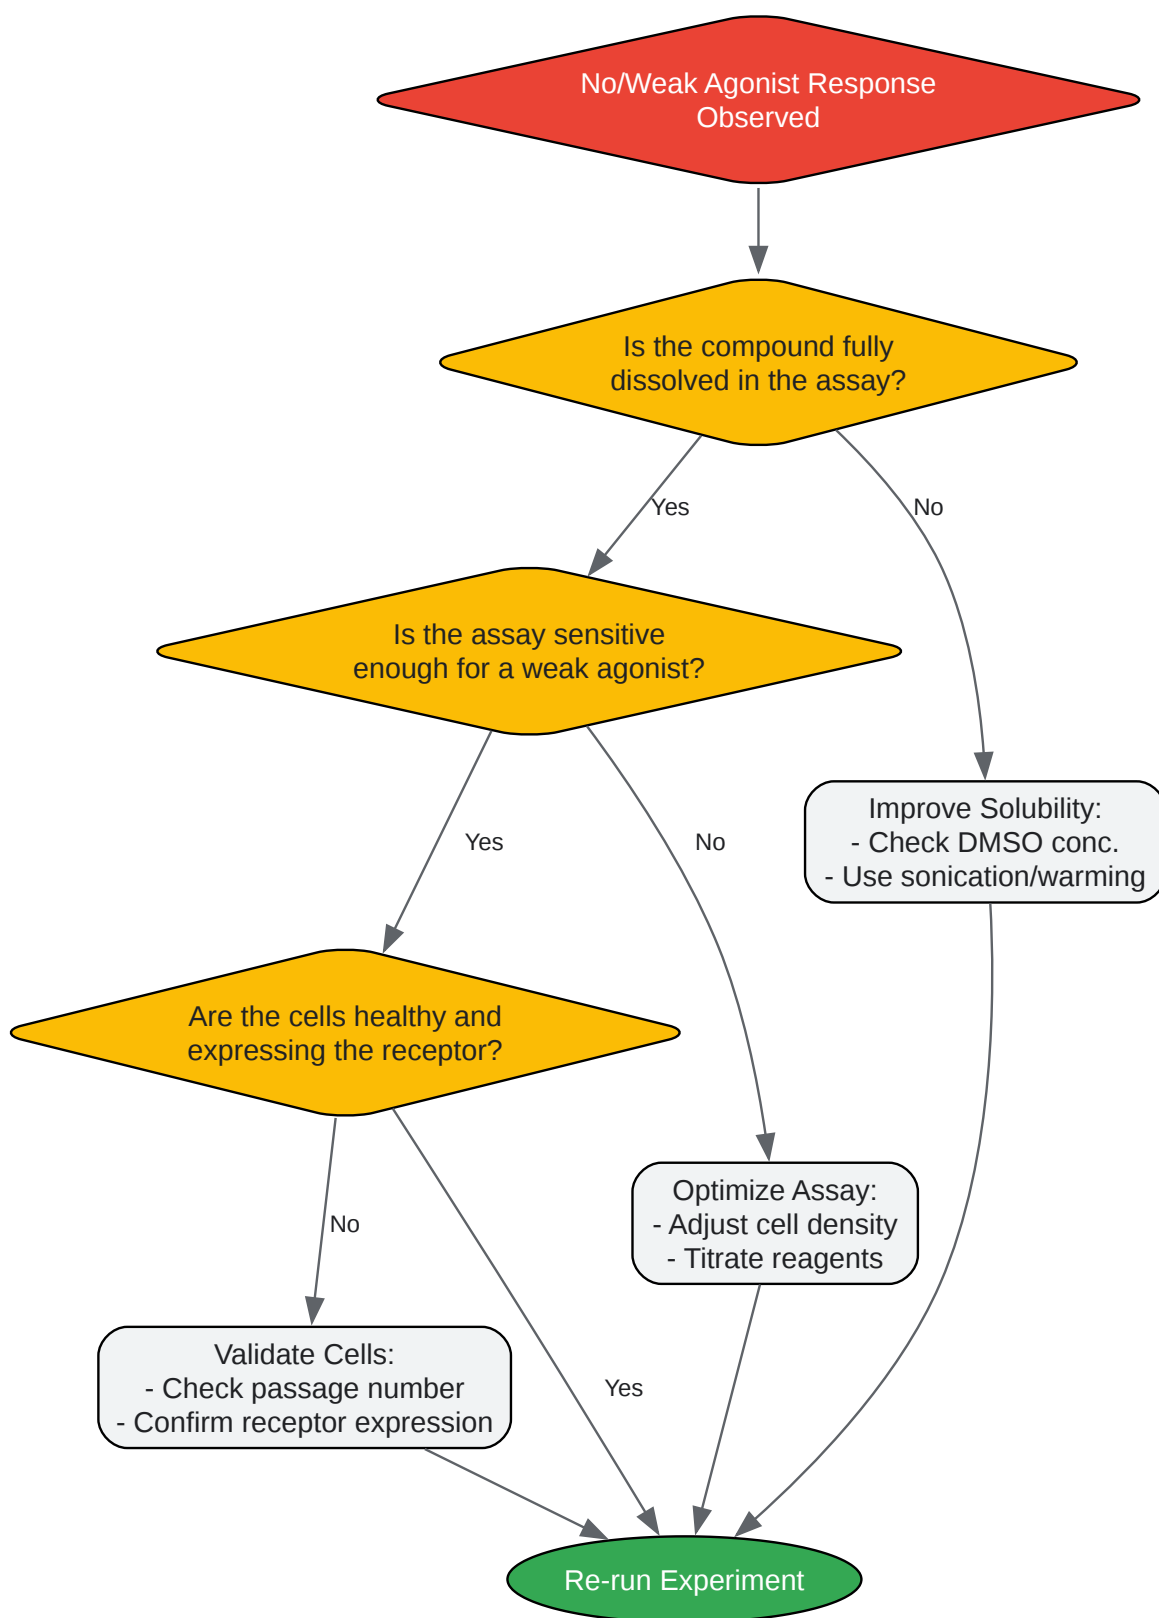 No/Weak Agonist Response
Observed
Is the compound fully
dissolved in the assay?
Yes
No
Is the assay sensitive
enough for a weak agonist?
Improve Solubility:
- Check DMSO conc.
- Use sonication/warming
Yes
No
Are the cells healthy and
expressing the receptor?
Optimize Assay:
- Adjust cell density
- Titrate reagents
No
Validate Cells:
- Check passage number
- Confirm receptor expression
Yes
Re-run Experiment